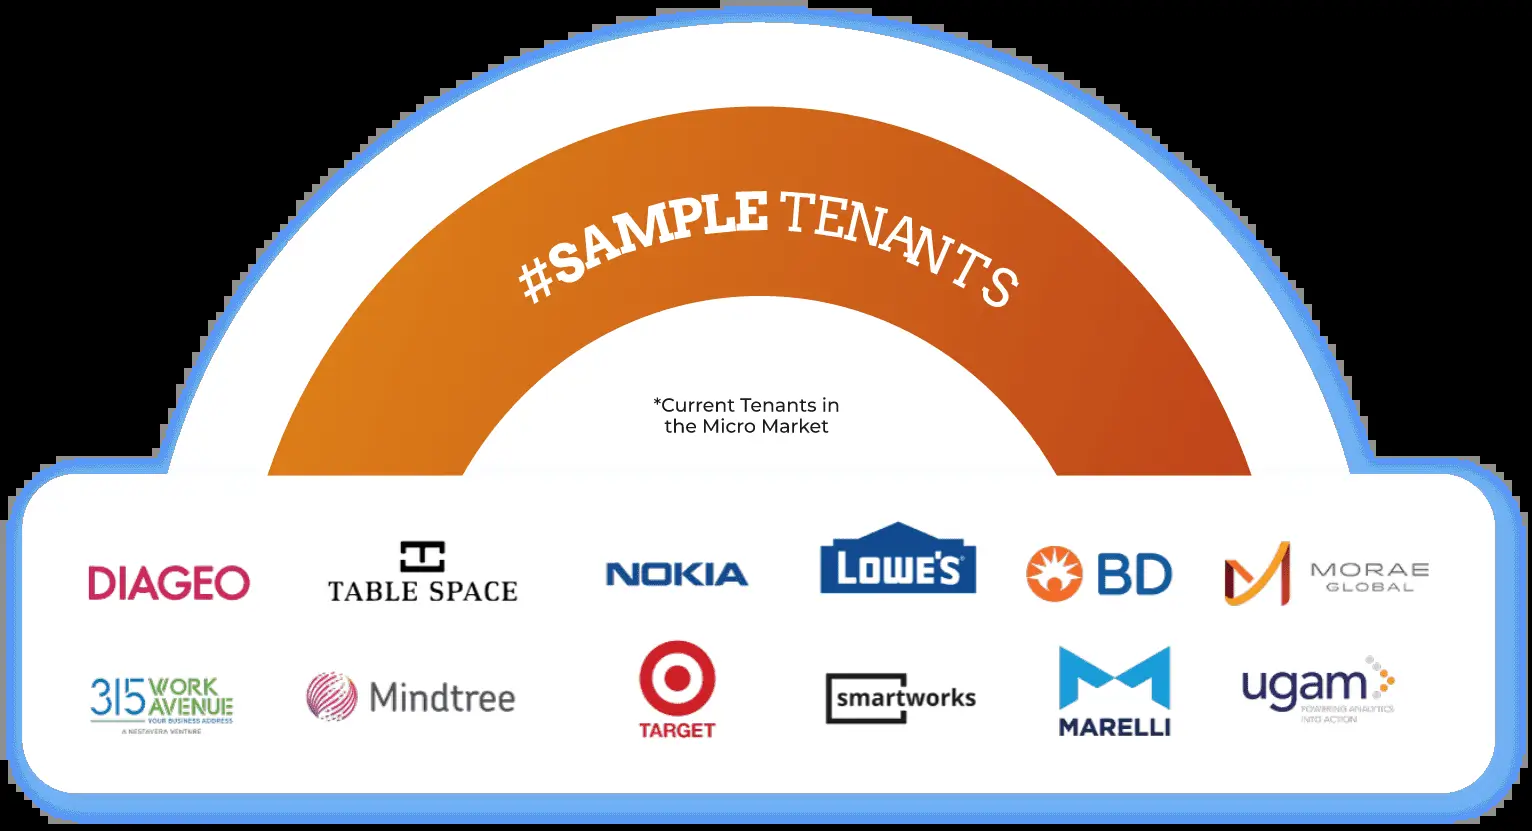 #SAMPLE TENANTS
*Current Tenants in
the Micro Market
DIAGEO
TABLE SPACE
NOKIA
LOWE'S
BD
MORAE
GLOBAL
315 WORK
AVENUE
YOUR BUSINESS ADDRESS
A NESTAVERA VENTURE
Mindtree
TARGET
smartworks
MARELLI
ugam
POWERING ANALYTICS
INTO ACTION